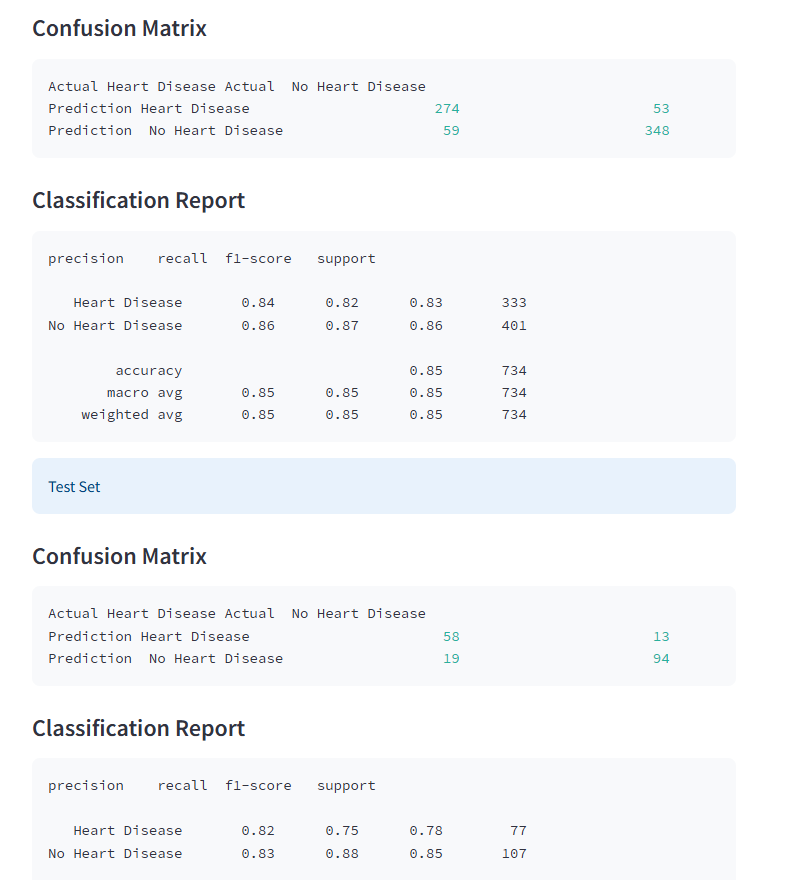 Confusion Matrix
Actual Heart Disease Actual  No Heart Disease
Prediction Heart Disease 274 53
Prediction  No Heart Disease 59 348
Classification Report
precision recall f1-score support
Heart Disease 0.84 0.82 0.83 333
No Heart Disease 0.86 0.87 0.86 401
accuracy 0.85 734
macro avg 0.85 0.85 0.85 734
weighted avg 0.85 0.85 0.85 734
Test Set
Confusion Matrix
Actual Heart Disease Actual  No Heart Disease
Prediction Heart Disease 58 13
Prediction  No Heart Disease 19 94
Classification Report
precision recall f1-score support
Heart Disease 0.82 0.75 0.78 77
No Heart Disease 0.83 0.88 0.85 107